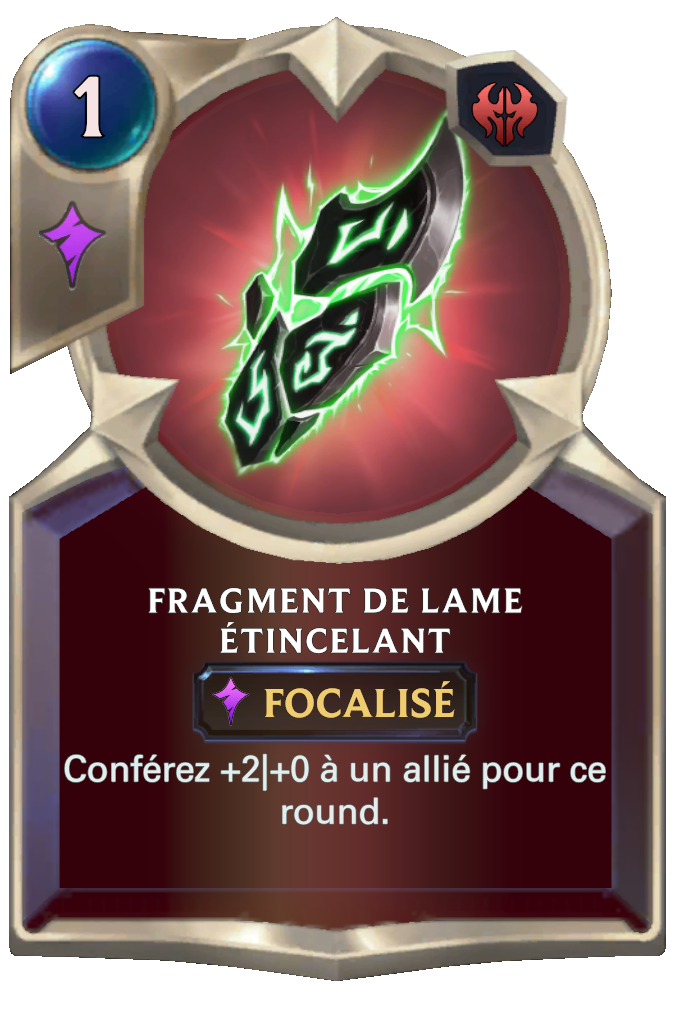 1
FRAGMENT DE LAME
ÉTINCELANT
FOCALISÉ
Conférez +2|+0 à un allié pour ce
round.